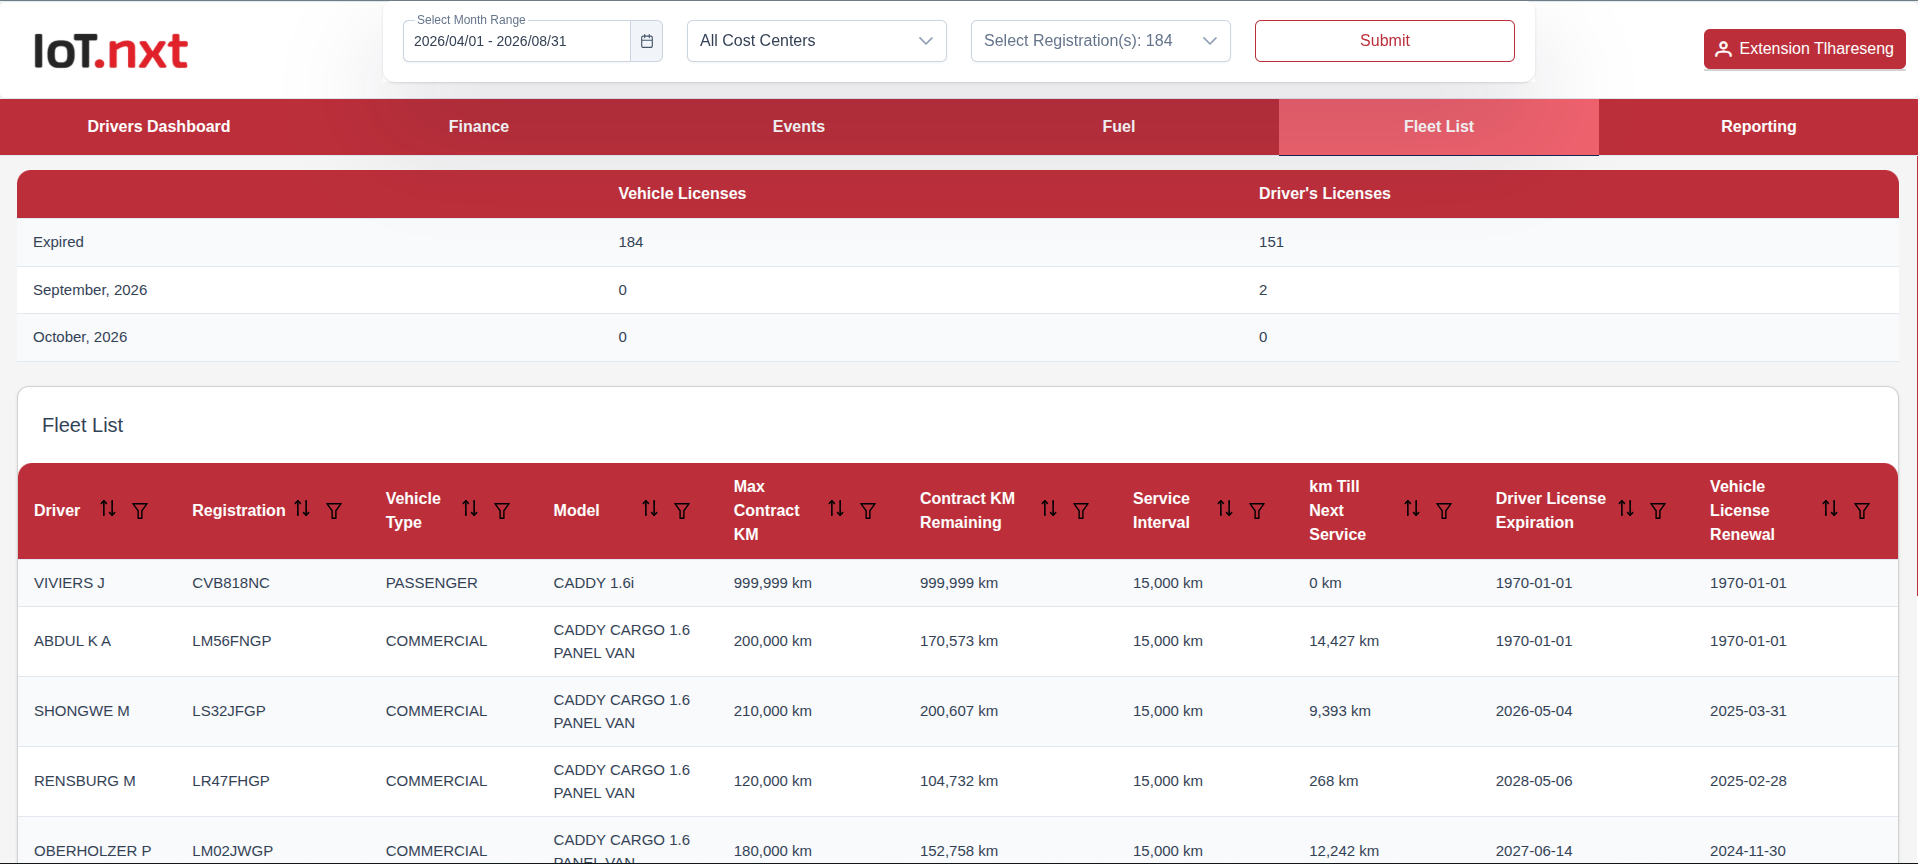 IoT.nxt
Select Month Range
2026/04/01 - 2026/08/31
All Cost Centers
Select Registration(s): 184
Submit
Extension Tlhareseng
Drivers Dashboard
Finance
Events
Fuel
Fleet List
Reporting
Vehicle Licenses
Driver's Licenses
Expired
184
151
September, 2026
0
2
October, 2026
0
0
Fleet List
Driver
Registration
Vehicle
Type
Model
Max
Contract
KM
Contract KM
Remaining
Service
Interval
km Till
Next
Service
Driver License
Expiration
Vehicle
License
Renewal
VIVIERS J
CVB818NC
PASSENGER
CADDY 1.6i
999,999 km
999,999 km
15,000 km
0 km
1970-01-01
1970-01-01
ABDUL K A
LM56FNGP
COMMERCIAL
CADDY CARGO 1.6
PANEL VAN
200,000 km
170,573 km
15,000 km
14,427 km
1970-01-01
1970-01-01
SHONGWE M
LS32JFGP
COMMERCIAL
CADDY CARGO 1.6
PANEL VAN
210,000 km
200,607 km
15,000 km
9,393 km
2026-05-04
2025-03-31
RENSBURG M
LR47FHGP
COMMERCIAL
CADDY CARGO 1.6
PANEL VAN
120,000 km
104,732 km
15,000 km
268 km
2028-05-06
2025-02-28
OBERHOLZER P
LM02JWGP
COMMERCIAL
CADDY CARGO 1.6
PANEL VAN
180,000 km
152,758 km
15,000 km
12,242 km
2027-06-14
2024-11-30